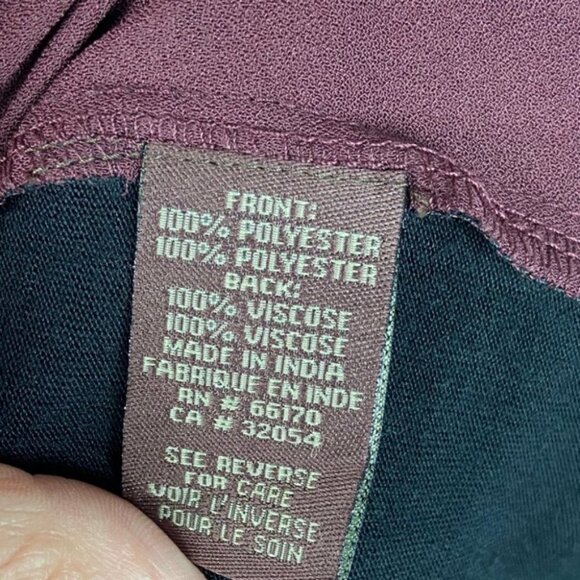 FRONT:
100% POLYESTER
100% POLYESTER
BACK:
100% VISCOSE
100% VISCOSE
MADE IN INDIA
FABRIQUE EN INDE
RN # 66170
CA # 32054
SEE REVERSE
FOR CARE
VOIR L'INVERSE
POUR LE SOIN